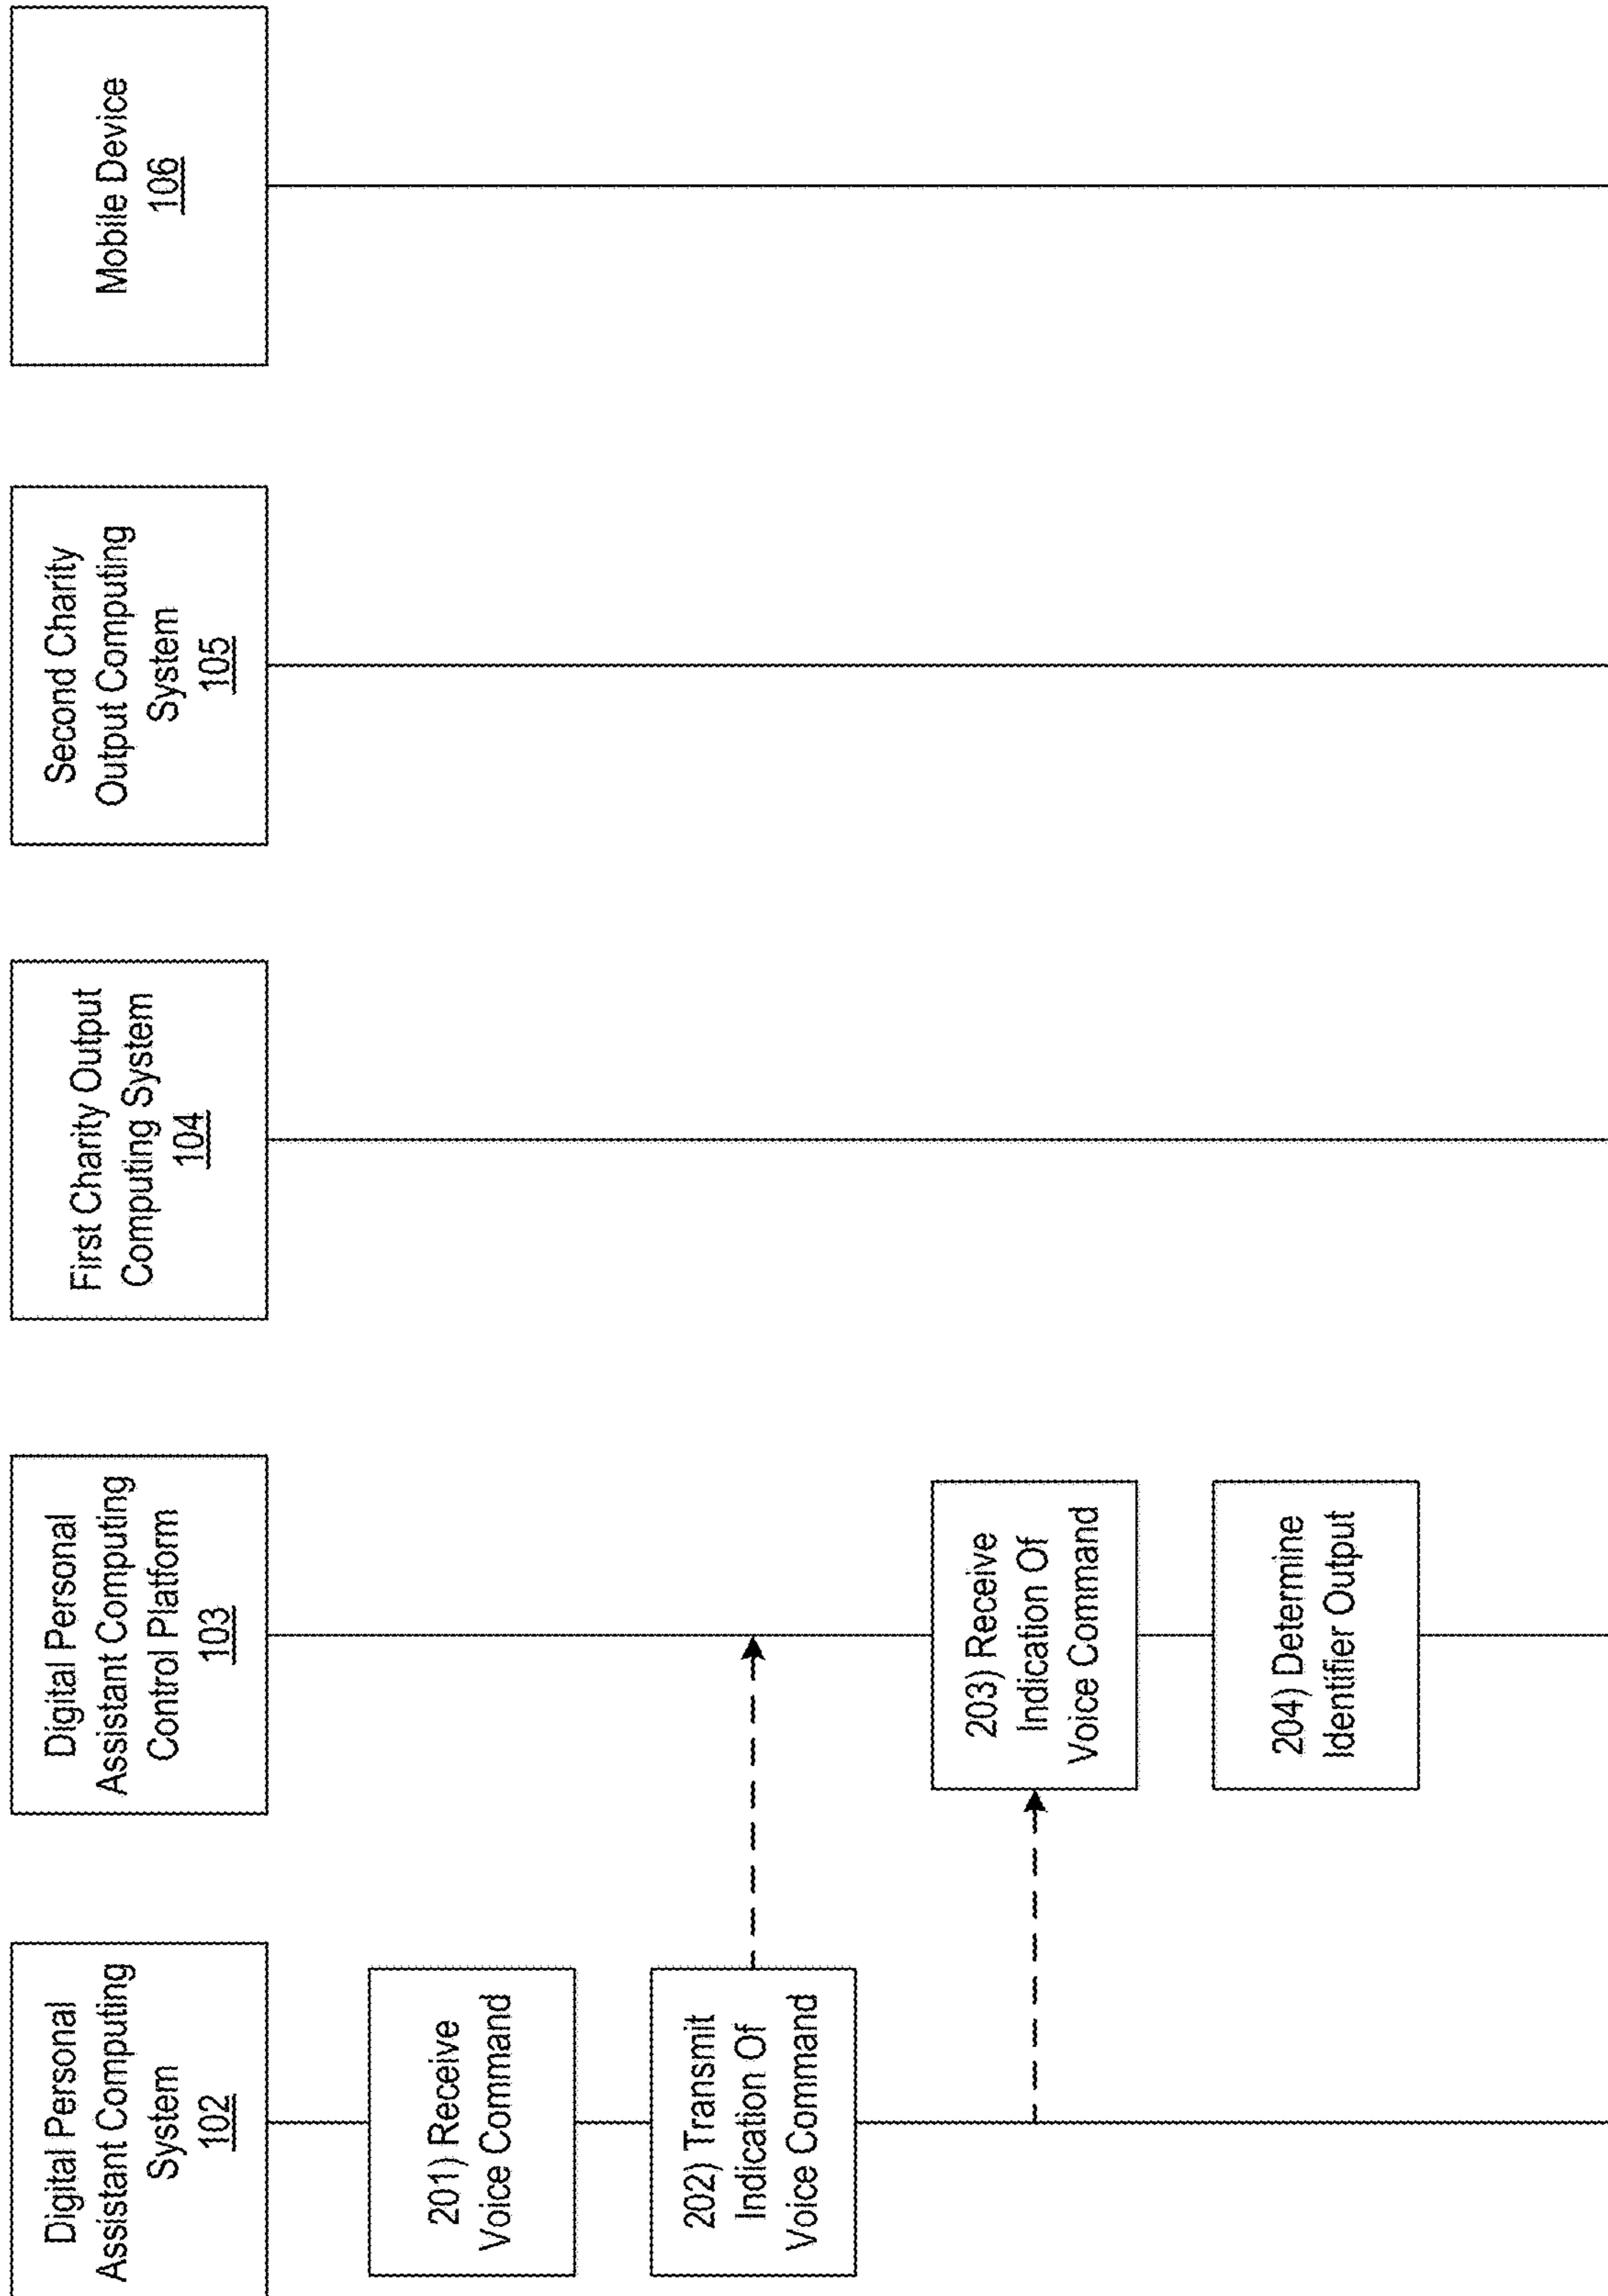 Digital Personal
Assistant Computing
System
102
Digital Personal
Assistant Computing
Control Platform
103
First Charity Output
Computing System
104
Second Charity
Output Computing
System
105
Mobile Device
106
201) Receive
Voice Command
202) Transmit
Indication Of
Voice Command
203) Receive
Indication Of
Voice Command
204) Determine
Identifier Output